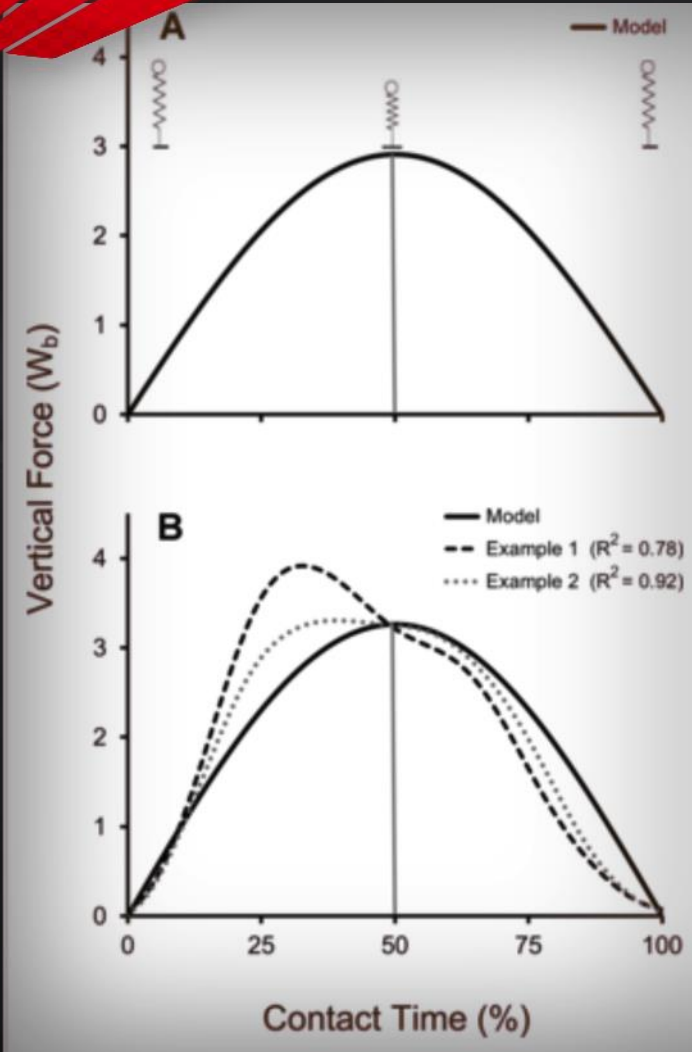 A
Model
4
3
2
1
0
Vertical Force (W_b)
B
Model
Example 1 (R² = 0.78)
Example 2 (R² = 0.92)
4
3
2
1
0
0 25 50 75 100
Contact Time (%)